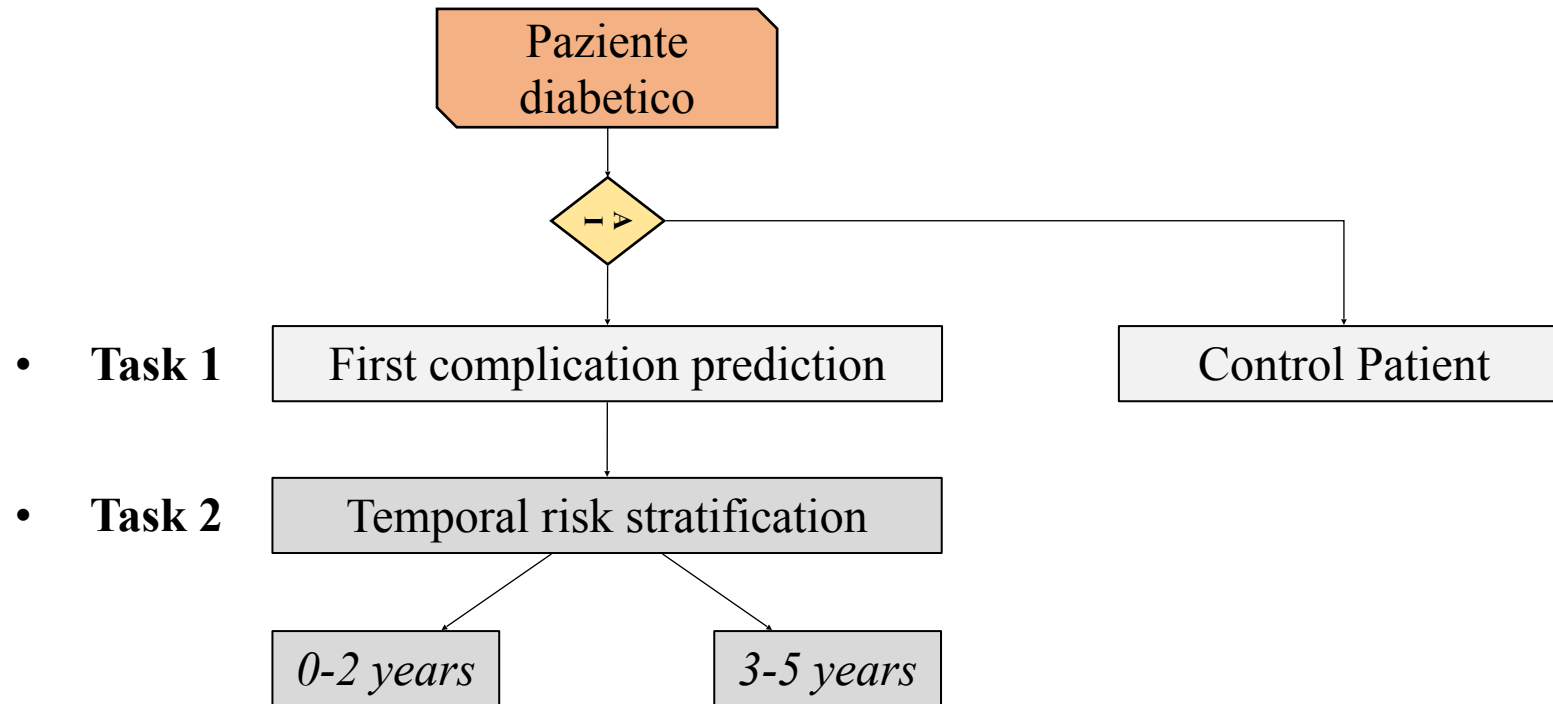 Paziente
diabetico
A
I
• Task 1 First complication prediction Control Patient
• Task 2 Temporal risk stratification
0-2 years 3-5 years